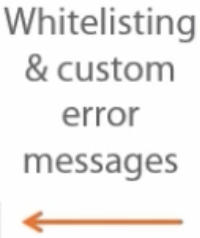 Whitelisting
& custom
error
messages